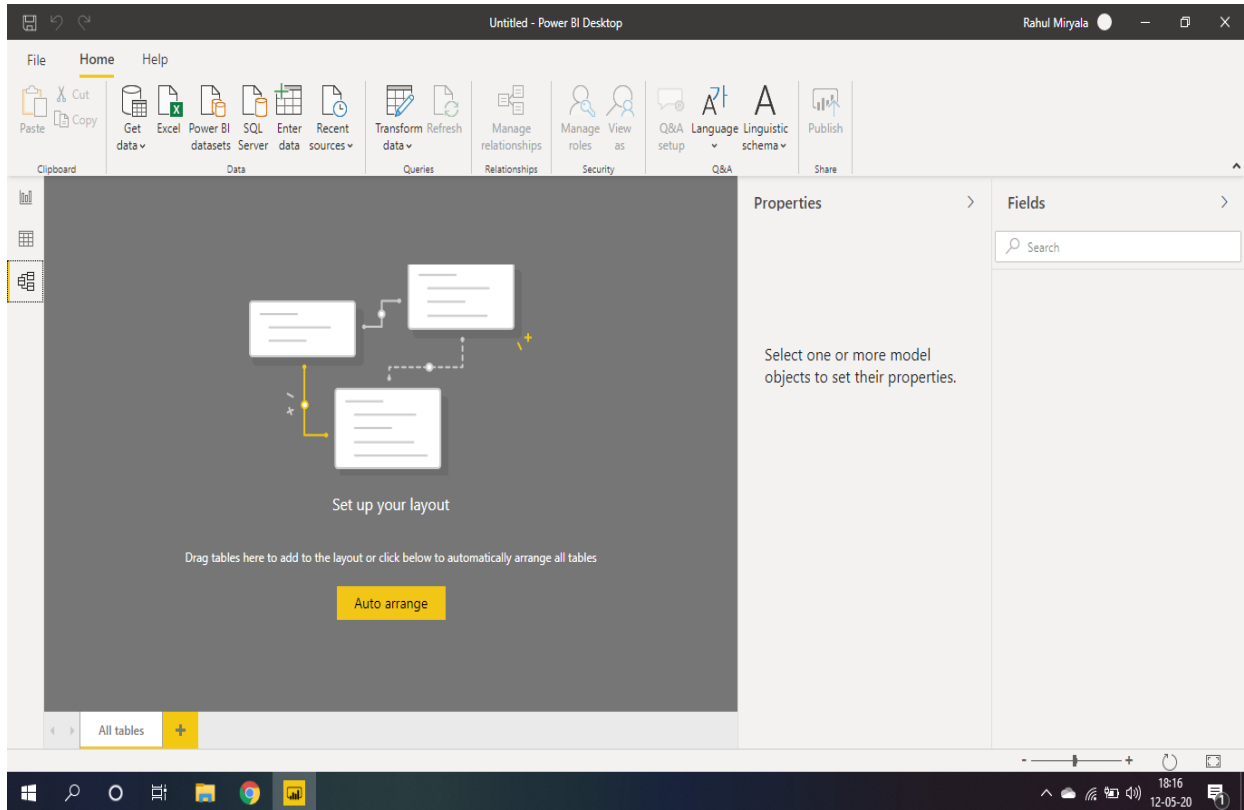 Untitled - Power BI Desktop
Rahul Miryala
File Home Help
Paste
Cut
Copy
Get data
Excel
Power BI datasets
SQL Server
Enter data
Recent sources
Transform data
Refresh
Manage relationships
Manage roles
View as
Q&A setup
Language
Linguistic schema
Publish
Clipboard
Data
Queries
Relationships
Security
Q&A
Share
Properties
Fields
Search
Select one or more model
objects to set their properties.
Set up your layout
Drag tables here to add to the layout or click below to automatically arrange all tables
Auto arrange
All tables
18:16
12-05-20
1